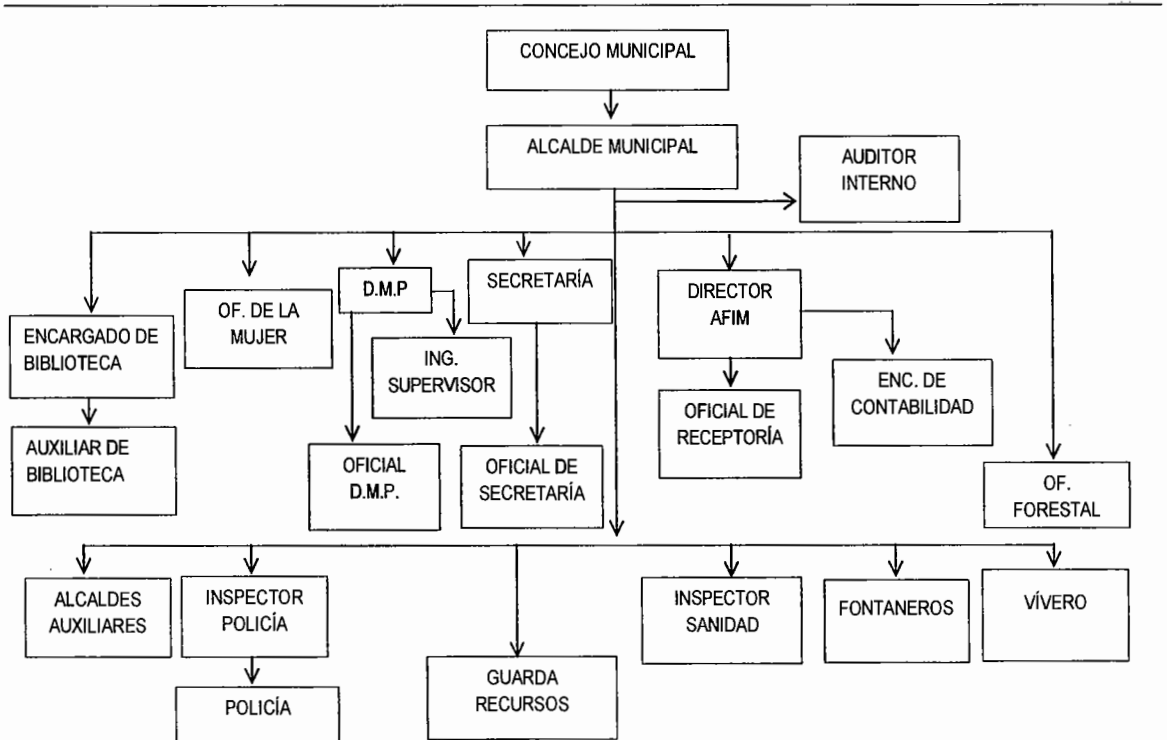 CONCEJO MUNICIPAL
ALCALDE MUNICIPAL
AUDITOR
INTERNO
ENCARGADO DE
BIBLIOTECA
OF. DE LA
MUJER
D.M.P
SECRETARÍA
DIRECTOR
AFIM
ING.
SUPERVISOR
ENC. DE
CONTABILIDAD
AUXILIAR DE
BIBLIOTECA
OFICIAL
D.M.P.
OFICIAL DE
SECRETARÍA
OFICIAL DE
RECEPTORÍA
OF.
FORESTAL
ALCALDES
AUXILIARES
INSPECTOR
POLICÍA
GUARDA
RECURSOS
INSPECTOR
SANIDAD
FONTANEROS
VÍVERO
POLICÍA